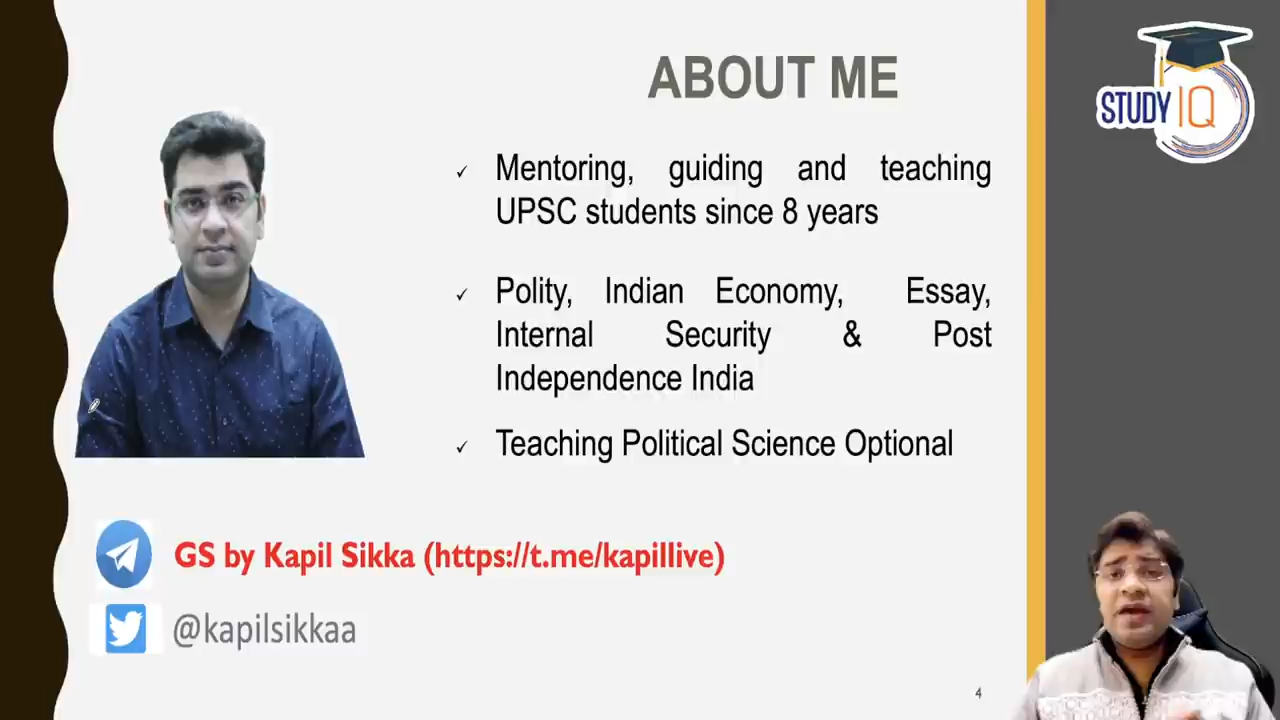 ABOUT ME
STUDY IQ
✓ Mentoring, guiding and teaching
UPSC students since 8 years
✓ Polity, Indian Economy, Essay,
Internal Security & Post
Independence India
✓ Teaching Political Science Optional
GS by Kapil Sikka (https://t.me/kapillive)
@kapilsikkaa
4